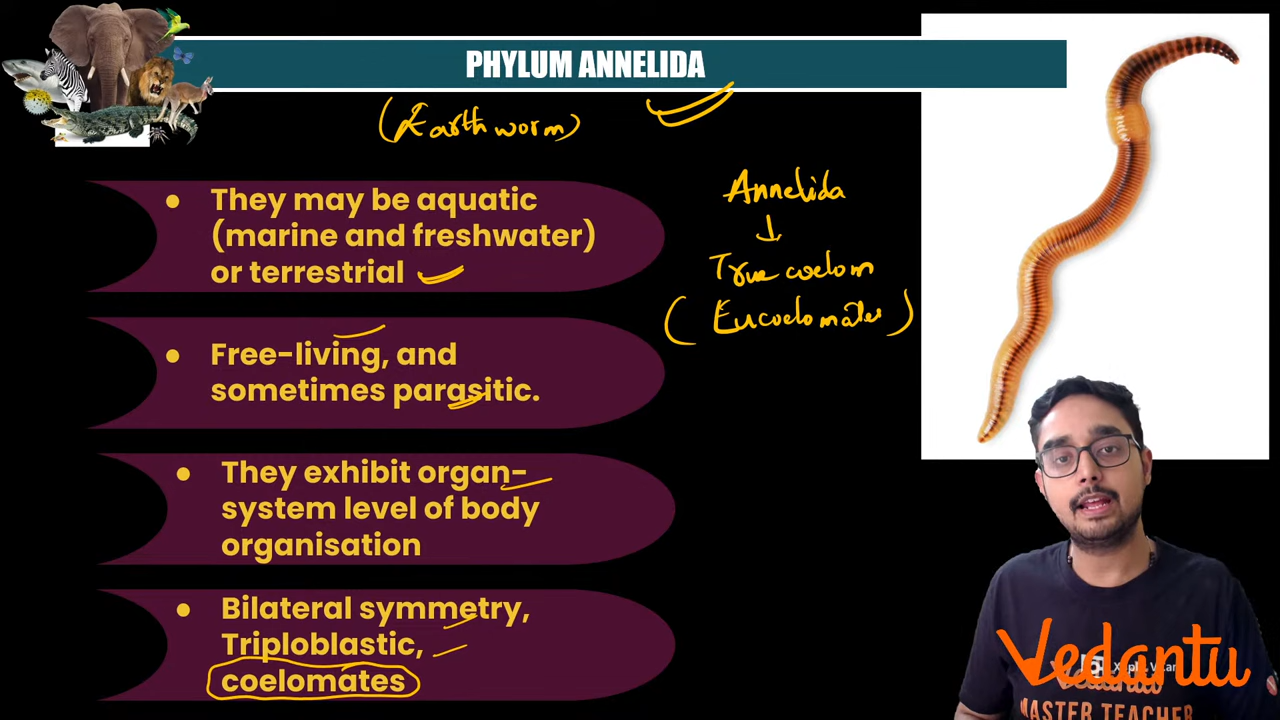 PHYLUM ANNELIDA
(Earthworm)
● They may be aquatic
(marine and freshwater)
or terrestrial
● Free-living, and
sometimes parasitic.
● They exhibit organ-
system level of body
organisation
● Bilateral symmetry,
Triploblastic,
coelomates
Annelida
↓
True coelom
(Eucoelomates)
Vedantu
MASTER TEACHER